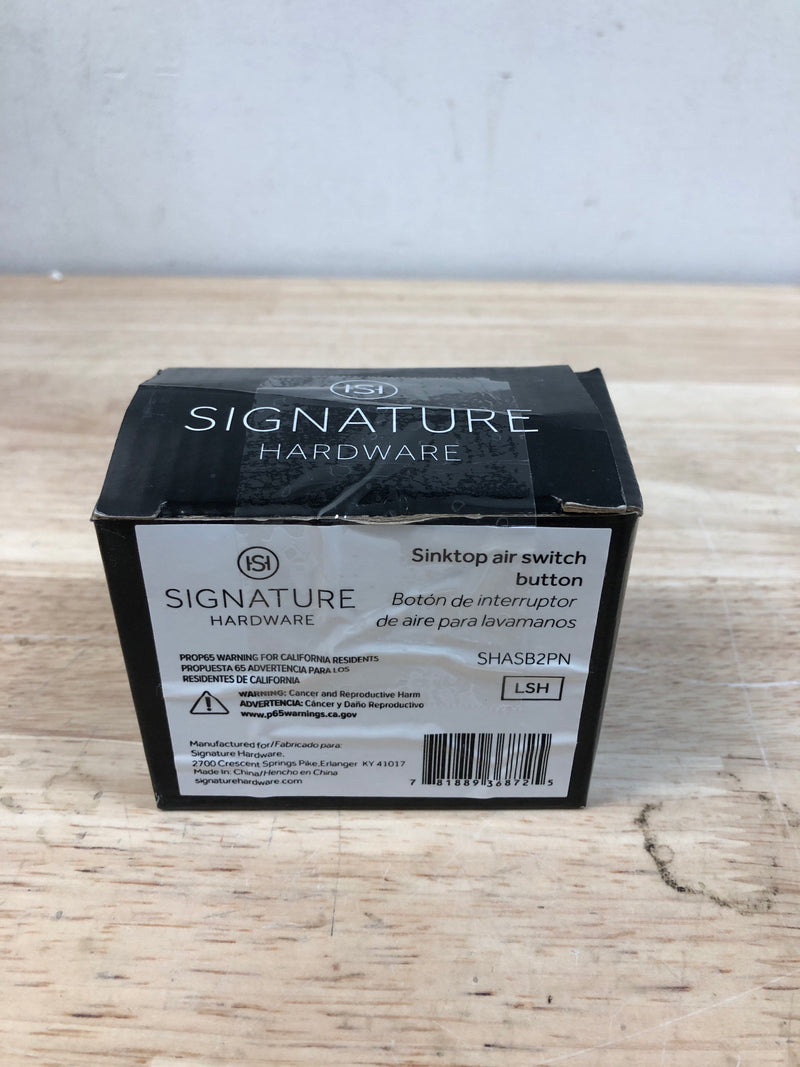 HSH
SIGNATURE
HARDWARE
HSH
SIGNATURE
HARDWARE
Sinktop air switch
button
Botón de interruptor
de aire para lavamanos
SHASB2PN
LSH
PROP65 WARNING FOR CALIFORNIA RESIDENTS
PROPUESTA 65 ADVERTENCIA PARA LOS
RESIDENTES DE CALIFORNIA
WARNING: Cancer and Reproductive Harm
ADVERTENCIA: Cáncer y Daño Reproductivo
www.p65warnings.ca.gov
Manufactured for/Fabricado para:
Signature Hardware,
2700 Crescent Springs Pike,Erlanger KY 41017
Made In: China/Hencho en China
signaturehardware.com
7 81889 36872 5